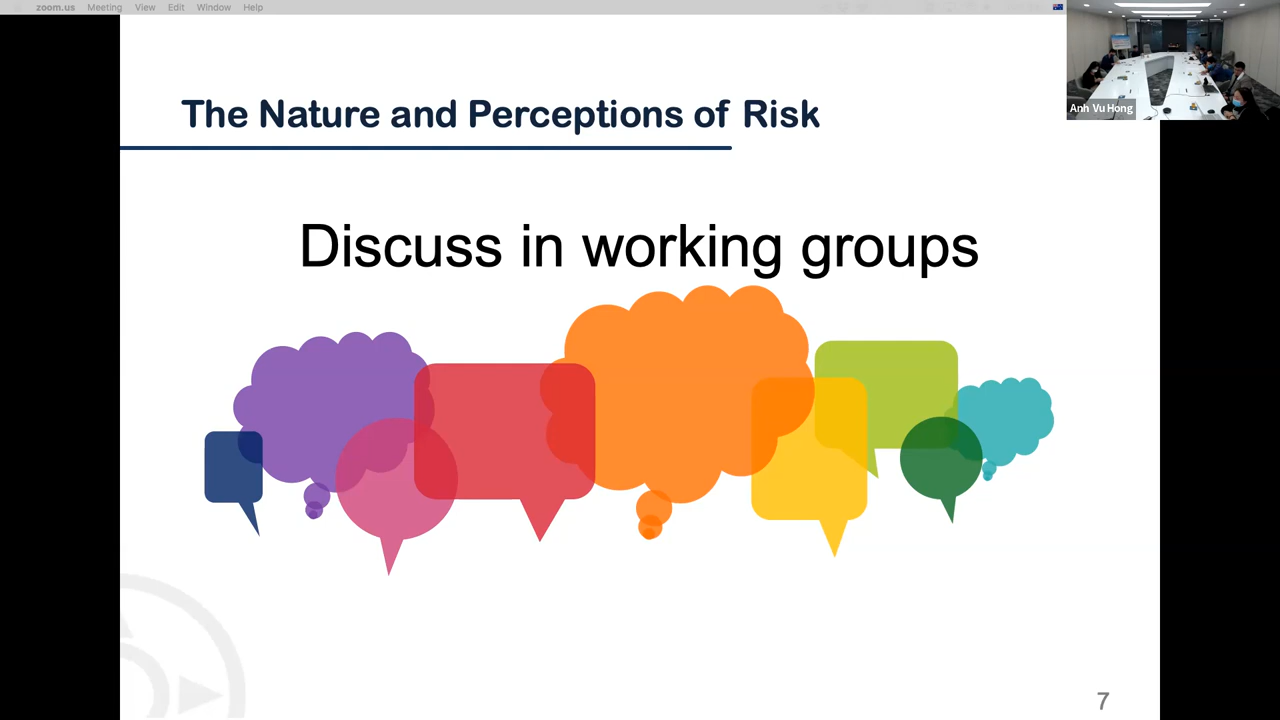 zoom.us Meeting View Edit Window Help
Anh Vu Hong
The Nature and Perceptions of Risk
Discuss in working groups
7